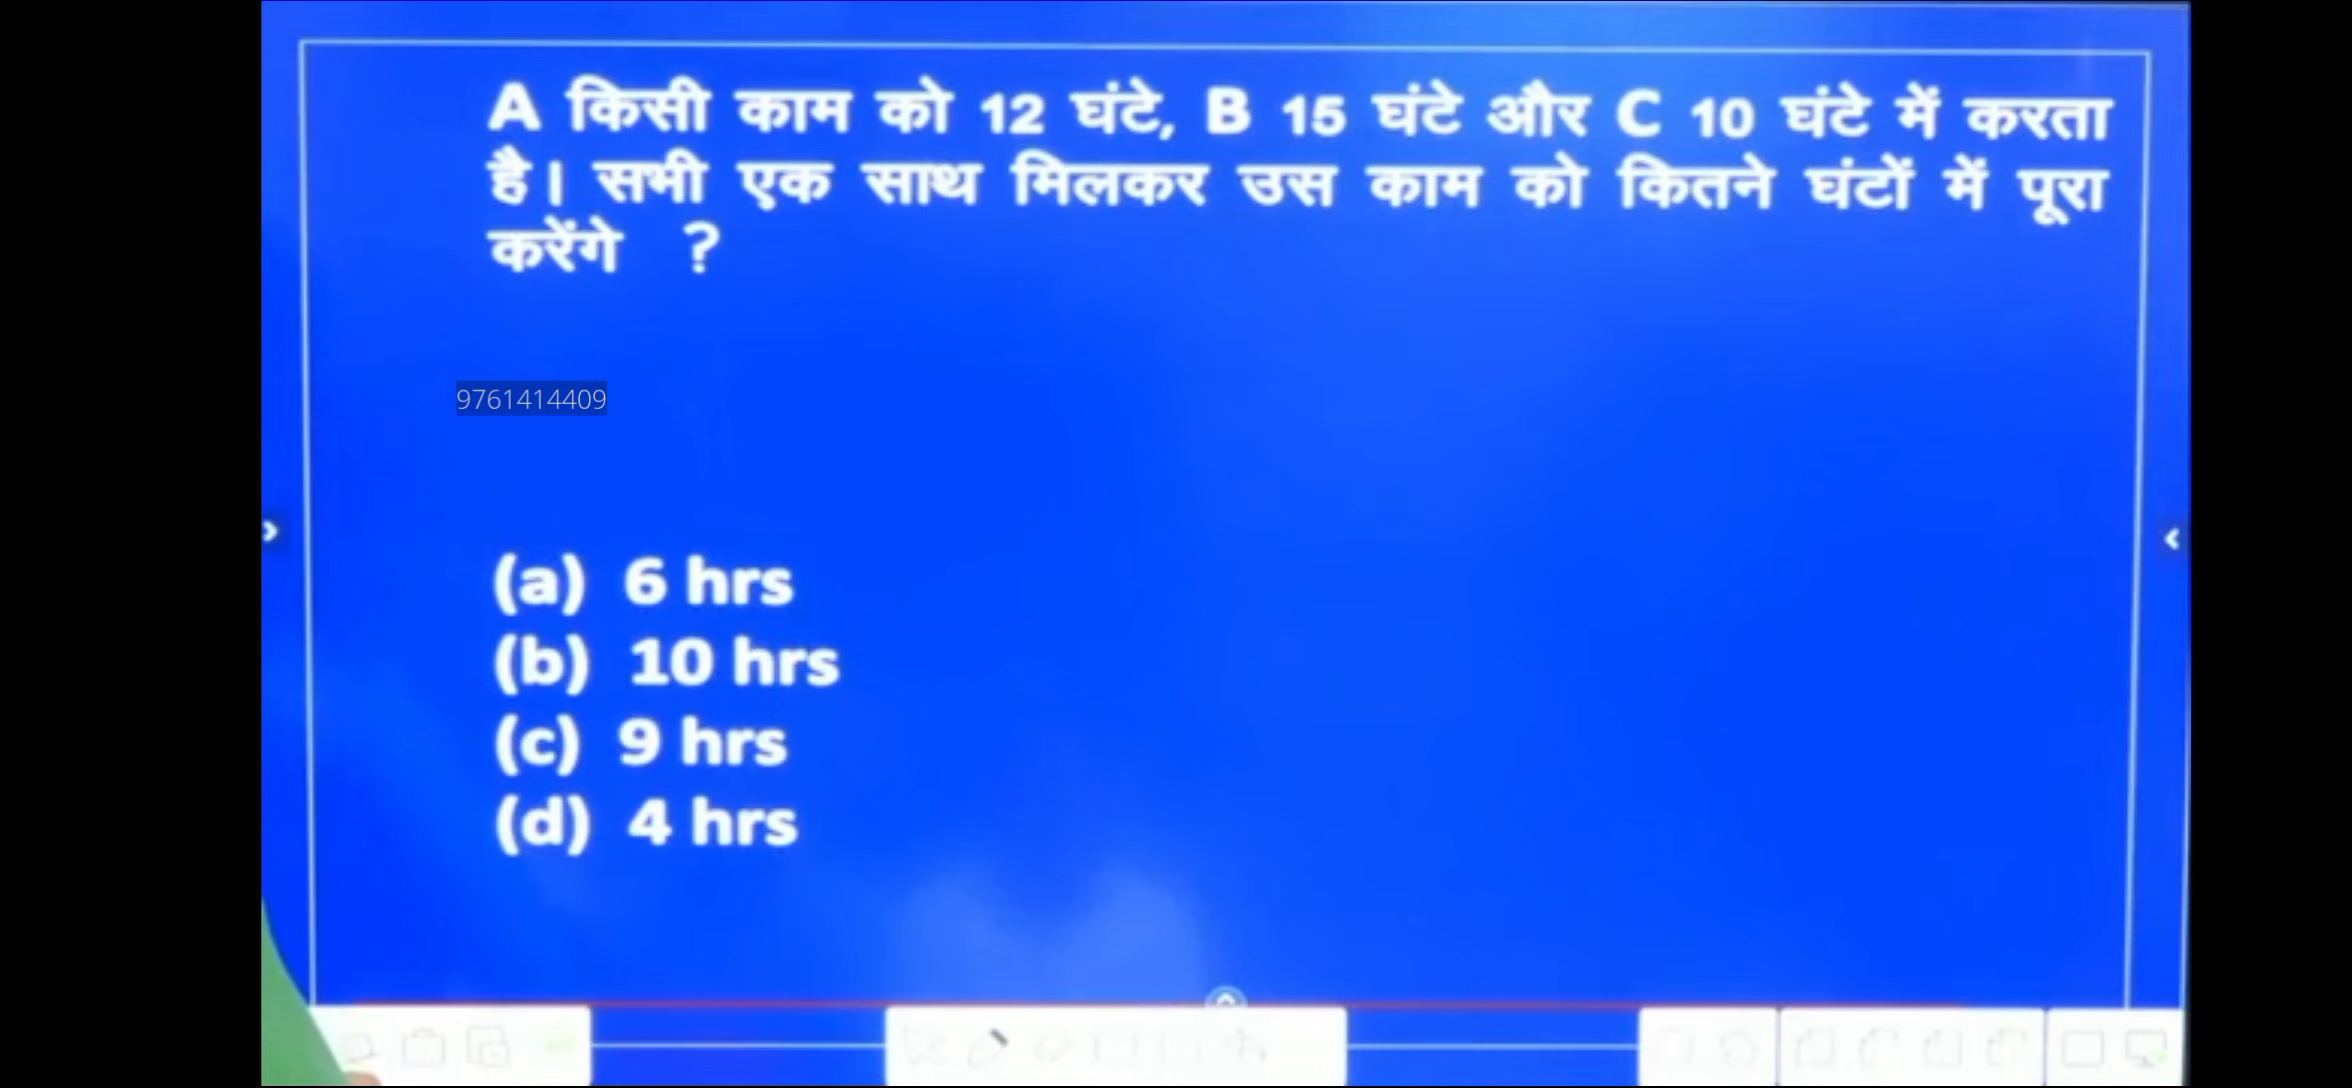 A किसी काम को 12 घंटे, B 15 घंटे और C 10 घंटे में करता
है। सभी एक साथ मिलकर उस काम को कितने घंटों में पूरा
करेंगे ?
9761414409
(a) 6 hrs
(b) 10 hrs
(c) 9 hrs
(d) 4 hrs